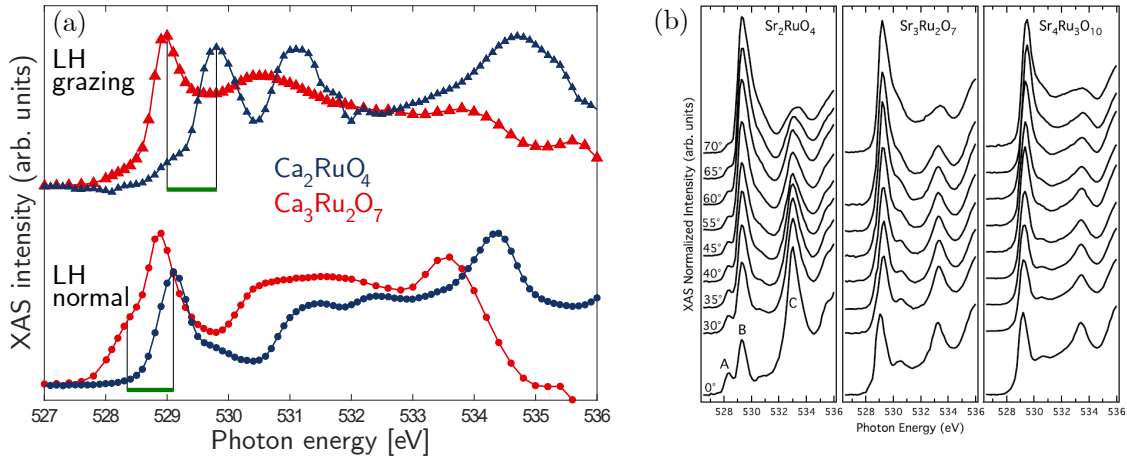 (a)
LH
grazing
Ca₂RuO₄
Ca₃Ru₂O₇
LH
normal
XAS intensity (arb. units)
527 528 529 530 531 532 533 534 535 536
Photon energy [eV]
(b)
Sr₂RuO₄
Sr₃Ru₂O₇
Sr₄Ru₃O₁₀
XAS Normalized Intensity (arb. units)
70°
65°
60°
55°
45°
40°
35°
30°
0°
A
B
C
528 530 532 534 536
528 530 532 534 536
528 530 532 534 536
Photon Energy (eV)